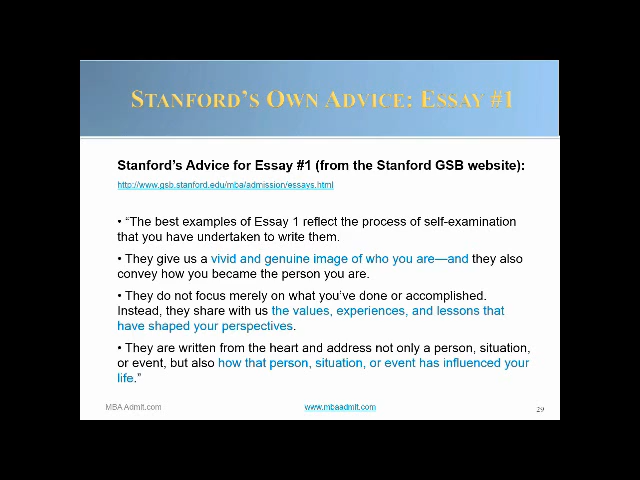 STANFORD'S OWN ADVICE: ESSAY #1
Stanford's Advice for Essay #1 (from the Stanford GSB website):
http://www.gsb.stanford.edu/mba/admission/essays.html
• "The best examples of Essay 1 reflect the process of self-examination
that you have undertaken to write them.
• They give us a vivid and genuine image of who you are—and they also
convey how you became the person you are.
• They do not focus merely on what you've done or accomplished.
Instead, they share with us the values, experiences, and lessons that
have shaped your perspectives.
• They are written from the heart and address not only a person, situation,
or event, but also how that person, situation, or event has influenced your
life."
MBA Admit.com www.mbaadmit.com 29